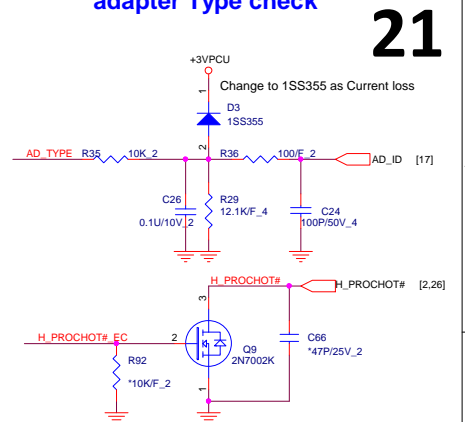 adapter Type check
21
+3VPCU
Change to 1SS355 as Current loss
1
D3
1SS355
2
AD_TYPE R35 10K_2 R36 100/F_2 AD_ID [17]
C26
0.1U/10V_2
R29
12.1K/F_4
C24
100P/50V_4
H_PROCHOT# H_PROCHOT# [2,26]
3
H_PROCHOT#_EC 2
Q9
2N7002K
C66
*47P/25V_2
R92
*10K/F_2
1